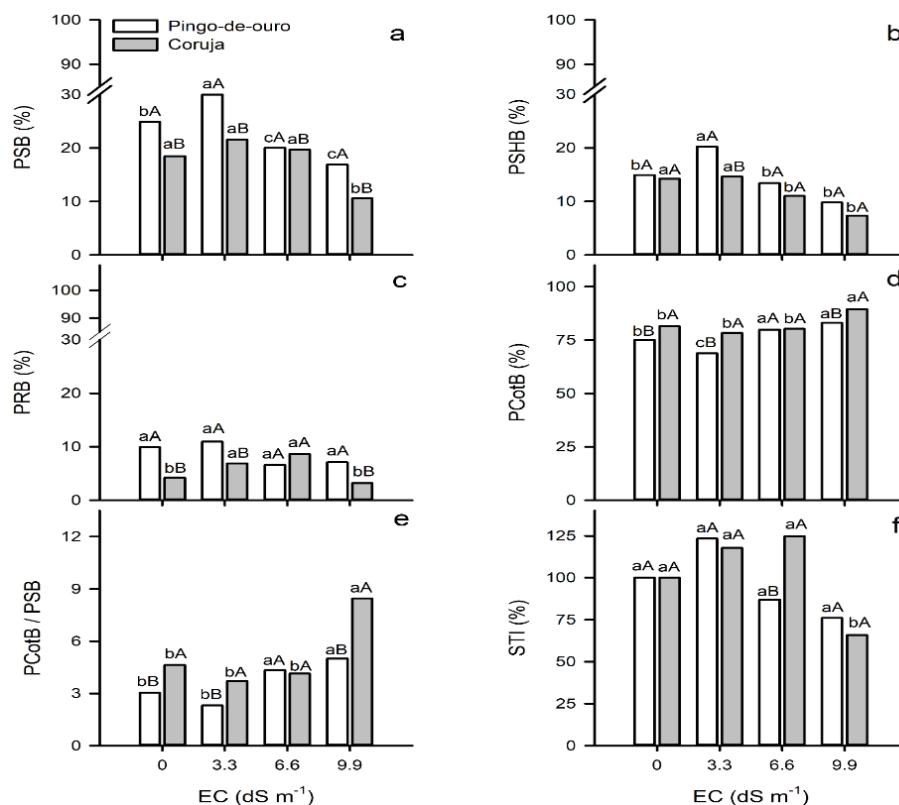 Pingo-de-ouro
Coruja
a
PSB (%)
100
90
30
20
10
0
bA aB aA aB cA aB cA bB
b
PSHB (%)
100
90
30
20
10
0
bA aA aA aB bA bA bA bA
c
PRB (%)
100
90
30
20
10
0
aA bB aA aB aA aA aA bB
d
PCotB (%)
100
75
50
25
0
bB bA cB bA aA bA aB aA
e
PCotB / PSB
12
9
6
3
0
bB bA bB bA aA bA aB aA
0 3.3 6.6 9.9
EC (dS m⁻¹)
f
STI (%)
125
100
75
50
25
0
aA aA aA aA aB aA aA bA
0 3.3 6.6 9.9
EC (dS m⁻¹)